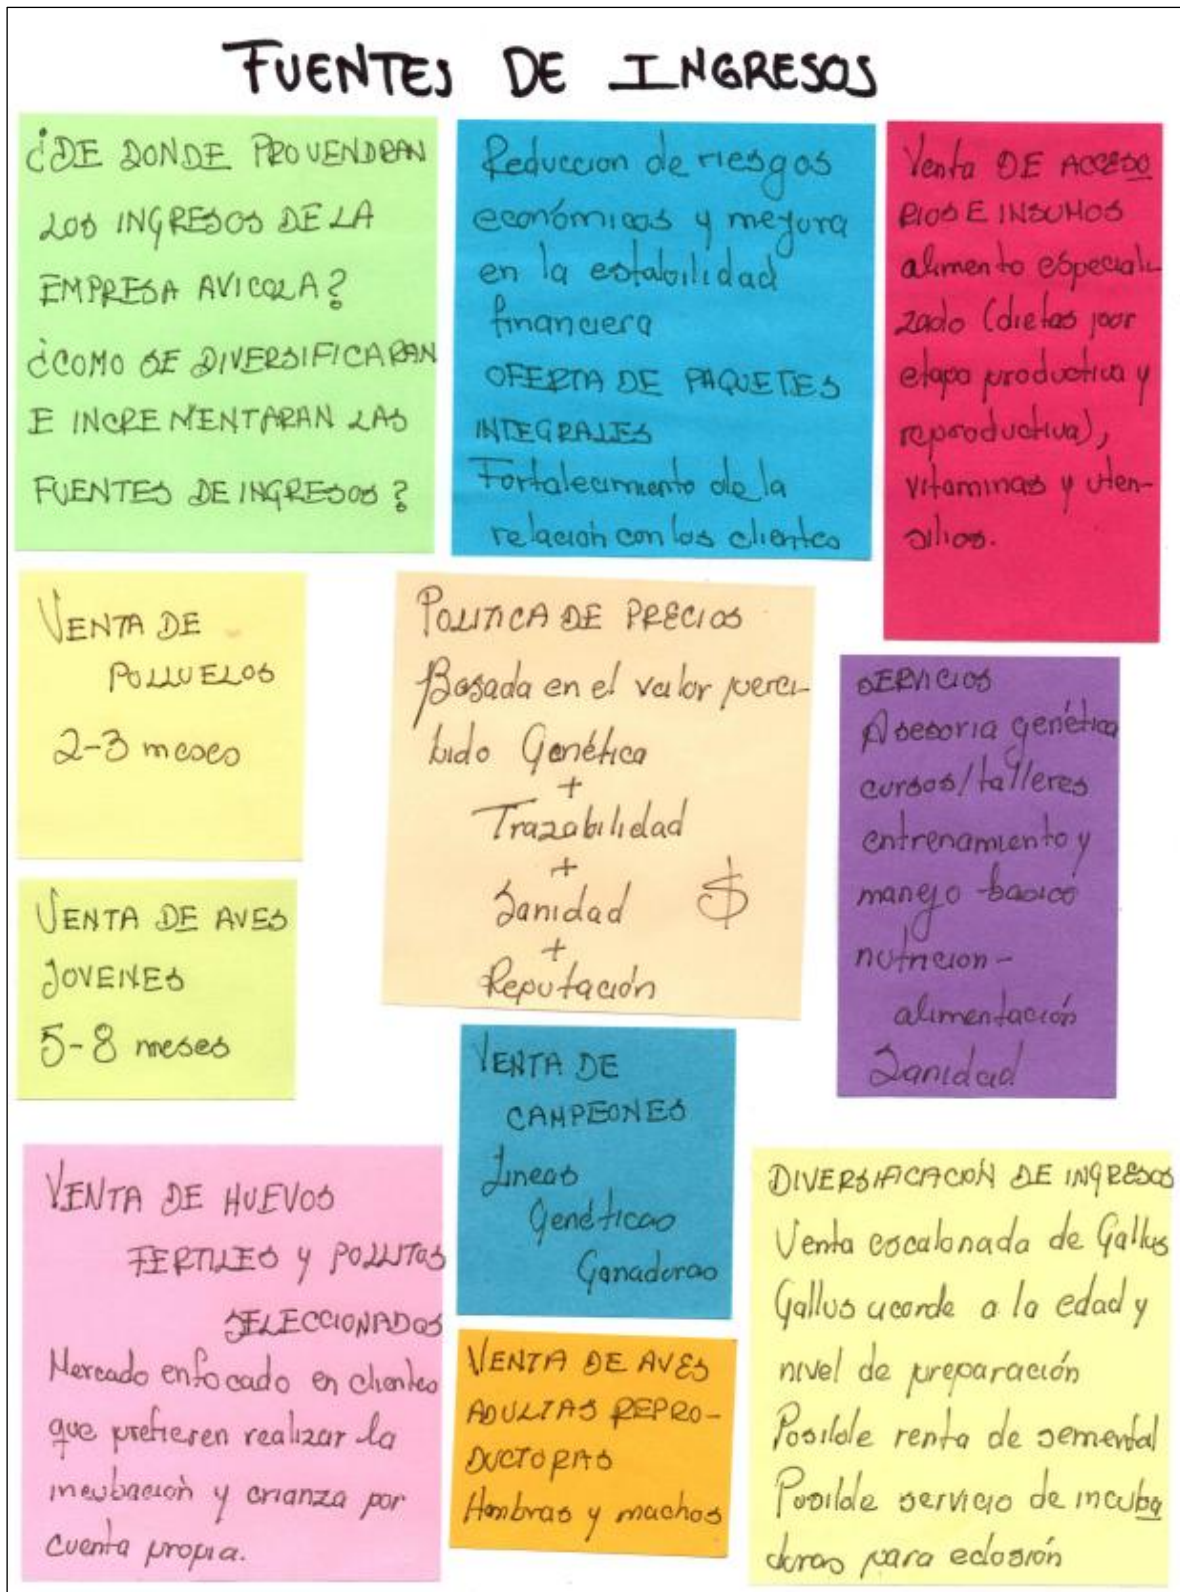 FUENTES DE INGRESOS
¿DE DONDE PROVENDRAN
LOS INGRESOS DE LA
EMPRESA AVICOLA?
¿COMO SE DIVERSIFICARAN
E INCREMENTARAN LAS
FUENTES DE INGRESOS?
Reduccion de riesgos
económicos y mejora
en la estabilidad
financiera
OFERTA DE PAQUETES
INTEGRALES
Fortalecimiento de la
relación con los clientes
Venta DE ACCESO
RIOS E INSUMOS
alimento especiali-
zado (dietas por
etapa productiva y
reproductiva),
vitaminas y uten-
silios.
VENTA DE
POLLUELOS
2-3 meses
POLITICA DE PRECIOS
Basada en el valor perci-
bido Genética
+
Trazabilidad
+
Sanidad $
+
Reputación
SERVICIOS
Asesoria genética
cursos/talleres
entrenamiento y
manejo basico
nutricion-
alimentación
Sanidad
VENTA DE AVES
JOVENES
5-8 meses
VENTA DE
CAMPEONES
Lineas
Genéticas
Ganadoras
VENTA DE HUEVOS
FERTILES Y POLLITOS
SELECCIONADOS
Mercado enfocado en clientes
que prefieren realizar la
incubación y crianza por
cuenta propia.
VENTA DE AVES
ADULTAS REPRO-
DUCTORAS
Hembras y machos
DIVERSIFICACIÓN DE INGRESOS
Venta escalonada de Gallus
Gallus acorde a la edad y
nivel de preparación
Posible renta de semental
Posible servicio de incuba
doras para eclosión